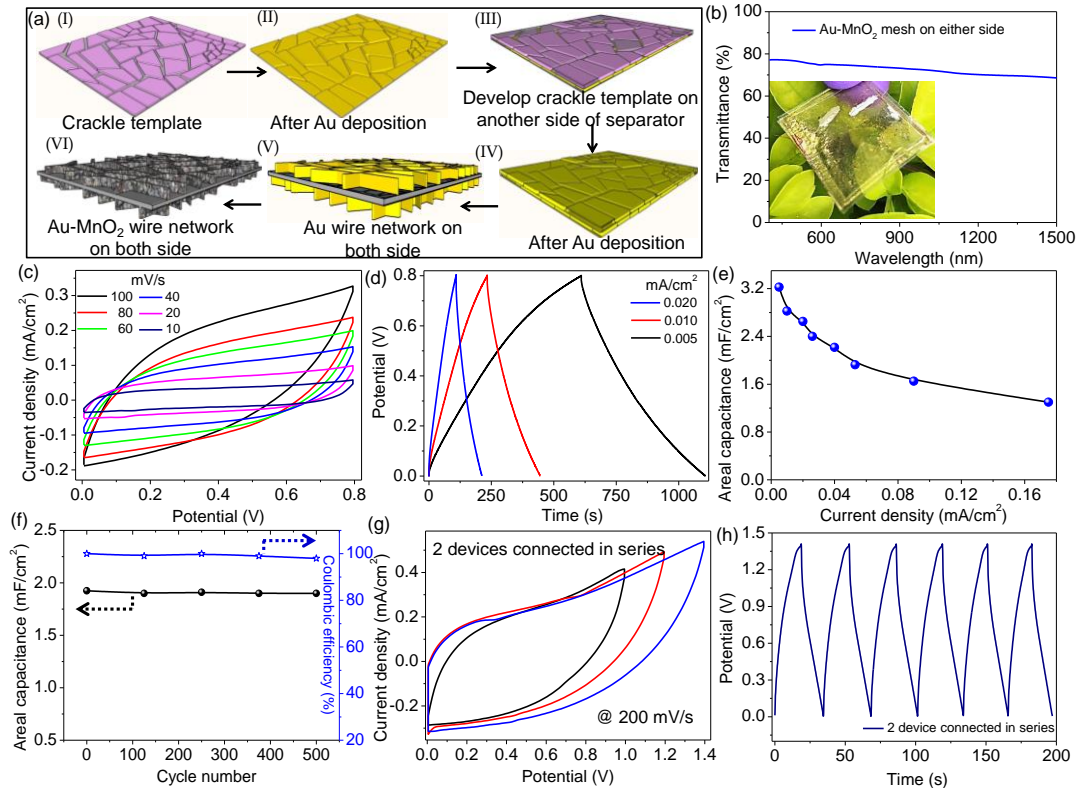 (a)
(I)
(II)
(III)
Crackle template
After Au deposition
Develop crackle template on
another side of separator
(VI)
(V)
(IV)
Au-MnO2 wire network
on both side
Au wire network on
both side
After Au deposition
(b)
100
80
60
40
20
0
Transmittance (%)
Au-MnO2 mesh on either side
600
900
1200
1500
Wavelength (nm)
(c)
mV/s
100
40
80
20
60
10
0.3
0.2
0.1
0.0
-0.1
-0.2
Current density (mA/cm2)
0.0
0.2
0.4
0.6
0.8
Potential (V)
(d)
mA/cm2
0.020
0.010
0.005
0.8
0.6
0.4
0.2
0.0
Potential (V)
0
250
500
750
1000
Time (s)
(e)
3.2
2.4
1.6
0.8
0.0
Areal capacitance (mF/cm2)
0.00
0.04
0.08
0.12
0.16
Current density (mA/cm2)
(f)
2.5
2.0
1.5
1.0
0.5
Areal capacitance (mF/cm2)
100
80
60
40
20
Coulombic efficiency (%)
0
100
200
300
400
500
Cycle number
(g)
2 devices connected in series
0.4
0.2
0.0
-0.2
Current density (mA/cm2)
@ 200 mV/s
0.0
0.2
0.4
0.6
0.8
1.0
1.2
1.4
Potential (V)
(h)
1.5
1.2
0.9
0.6
0.3
0.0
Potential (V)
2 device connected in series
0
50
100
150
200
Time (s)